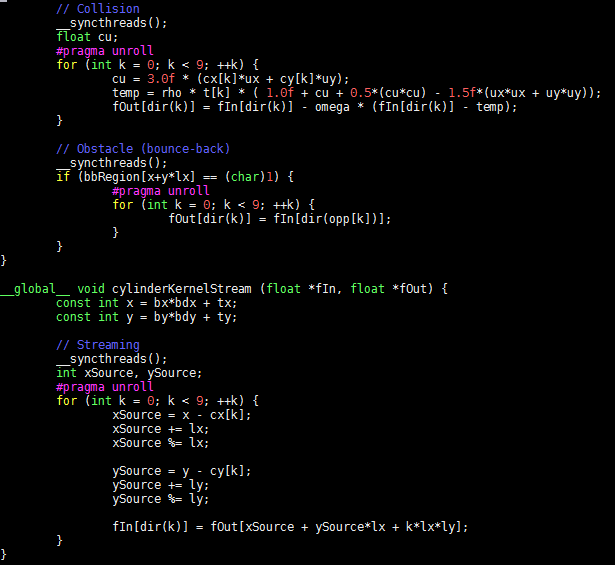 // Collision
__syncthreads();
float cu;
#pragma unroll
for (int k = 0; k < 9; ++k) {
cu = 3.0f * (cx[k]*ux + cy[k]*uy);
temp = rho * t[k] * ( 1.0f + cu + 0.5*(cu*cu) - 1.5f*(ux*ux + uy*uy));
fOut[dir(k)] = fIn[dir(k)] - omega * (fIn[dir(k)] - temp);
}
// Obstacle (bounce-back)
__syncthreads();
if (bbRegion[x+y*lx] == (char)1) {
#pragma unroll
for (int k = 0; k < 9; ++k) {
fOut[dir(k)] = fIn[dir(opp[k])];
}
}
}
__global__ void cylinderKernelStream (float *fIn, float *fOut) {
const int x = bx*bdx + tx;
const int y = by*bdy + ty;
// Streaming
__syncthreads();
int xSource, ySource;
#pragma unroll
for (int k = 0; k < 9; ++k) {
xSource = x - cx[k];
xSource += lx;
xSource %= lx;
ySource = y - cy[k];
ySource += ly;
ySource %= ly;
fIn[dir(k)] = fOut[xSource + ySource*lx + k*lx*ly];
}
}